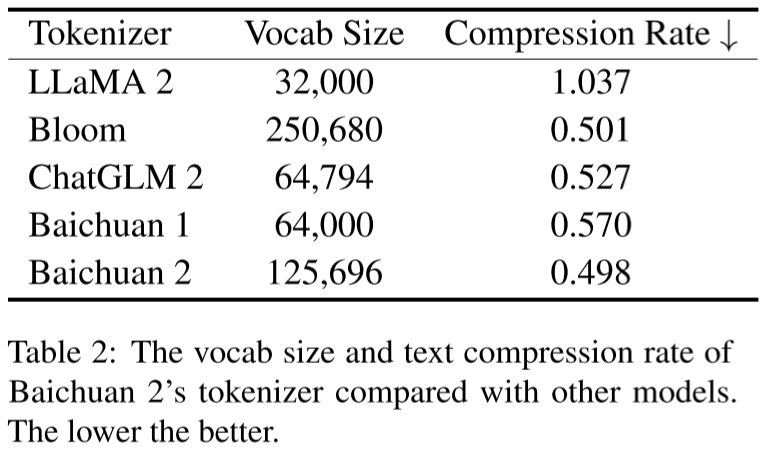 Tokenizer Vocab Size Compression Rate ↓
LLaMA 2 32,000 1.037
Bloom 250,680 0.501
ChatGLM 2 64,794 0.527
Baichuan 1 64,000 0.570
Baichuan 2 125,696 0.498
Table 2: The vocab size and text compression rate of
Baichuan 2's tokenizer compared with other models.
The lower the better.